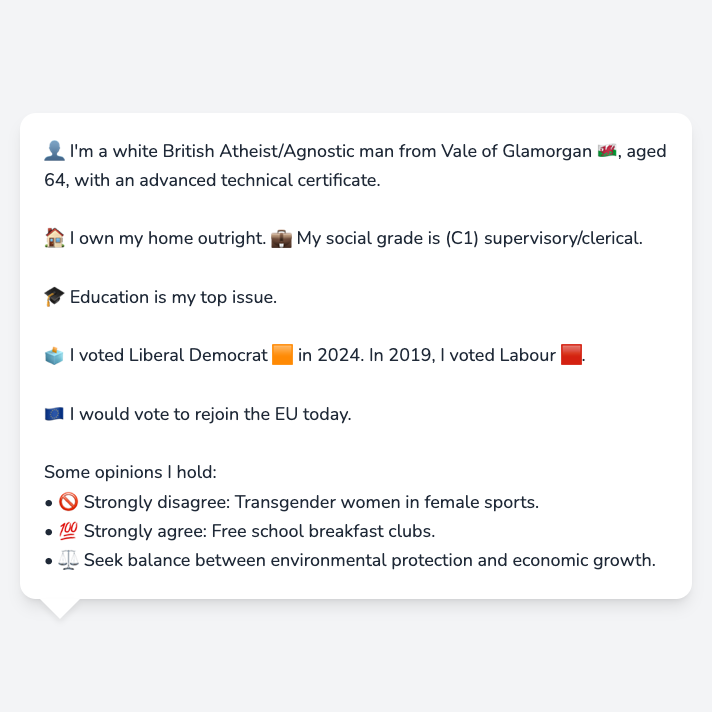 👤 I'm a white British Atheist/Agnostic man from Vale of Glamorgan 🏴󠁧󠁢󠁷󠁬󠁳󠁿, aged
64, with an advanced technical certificate.
🏠 I own my home outright. 💼 My social grade is (C1) supervisory/clerical.
🎓 Education is my top issue.
🗳️ I voted Liberal Democrat 🟧 in 2024. In 2019, I voted Labour 🟥.
🇪🇺 I would vote to rejoin the EU today.
Some opinions I hold:
• 🚫 Strongly disagree: Transgender women in female sports.
• 💯 Strongly agree: Free school breakfast clubs.
• ⚖️ Seek balance between environmental protection and economic growth.